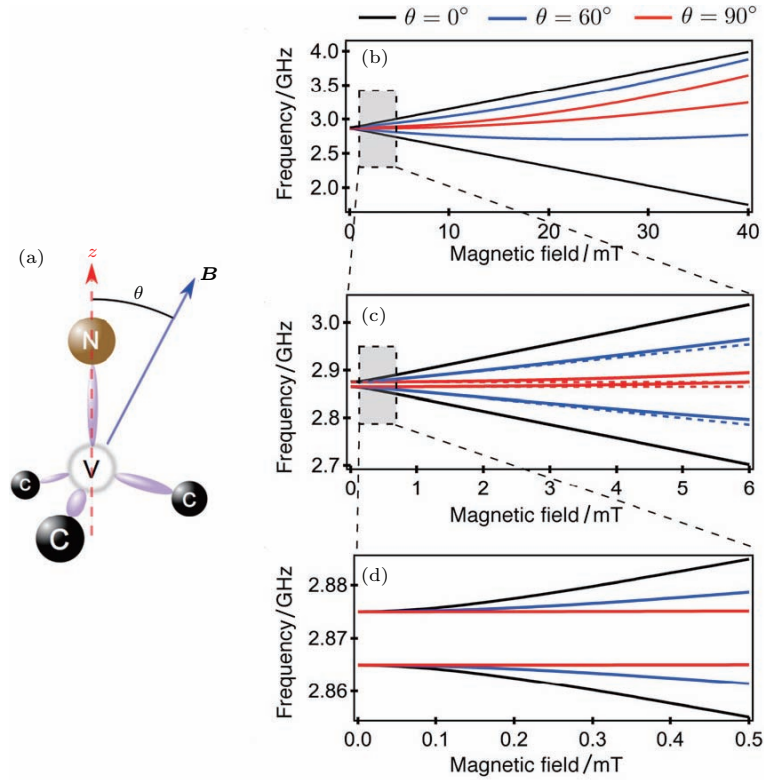 θ = 0° θ = 60° θ = 90°
(a)
z
θ
B
N
V
C
C
C
(b)
Frequency/GHz
4.0
3.5
3.0
2.5
2.0
0 10 20 30 40
Magnetic field/mT
(c)
Frequency/GHz
3.0
2.9
2.8
2.7
0 1 2 3 4 5 6
Magnetic field/mT
(d)
Frequency/GHz
2.88
2.87
2.86
0.0 0.1 0.2 0.3 0.4 0.5
Magnetic field/mT